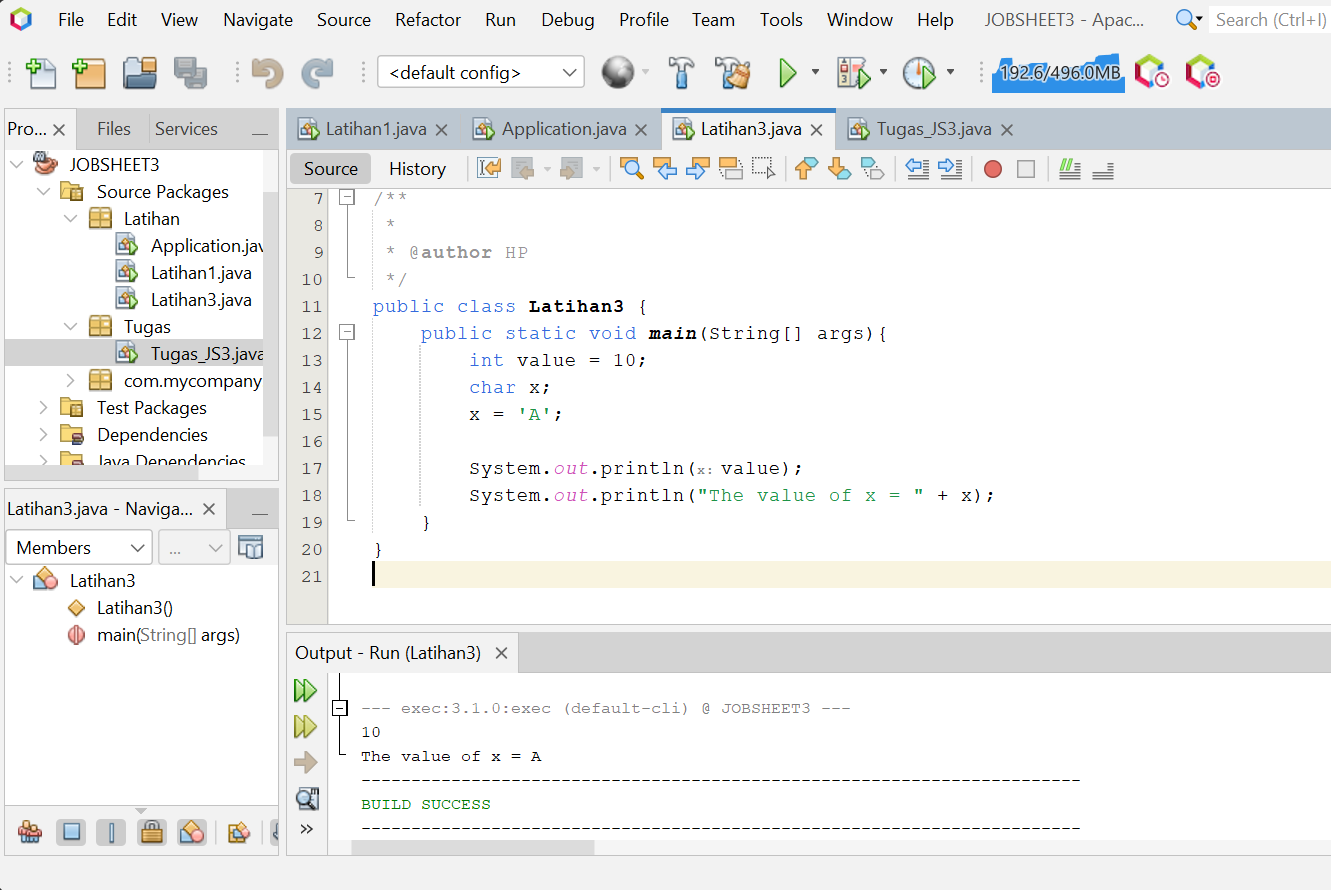 File Edit View Navigate Source Refactor Run Debug Profile Team Tools Window Help JOBSHEET3 - Apac... Search (Ctrl+I)
<default config> 192.6/496.0MB
Pro... Files Services
JOBSHEET3
Source Packages
Latihan
Application.jav
Latihan1.java
Latihan3.java
Tugas
Tugas_JS3.java
com.mycompany
Test Packages
Dependencies
Java Dependencies
Latihan3.java - Naviga...
Members ...
Latihan3
Latihan3()
main(String[] args)
Latihan1.java Application.java Latihan3.java Tugas_JS3.java
Source History
7 /**
8 *
9 * @author HP
10 */
11 public class Latihan3 {
12 public static void main(String[] args){
13 int value = 10;
14 char x;
15 x = 'A';
16
17 System.out.println(x: value);
18 System.out.println("The value of x = " + x);
19 }
20 }
21
Output - Run (Latihan3)
--- exec:3.1.0:exec (default-cli) @ JOBSHEET3 ---
10
The value of x = A
------------------------------------------------------------------------
BUILD SUCCESS
------------------------------------------------------------------------